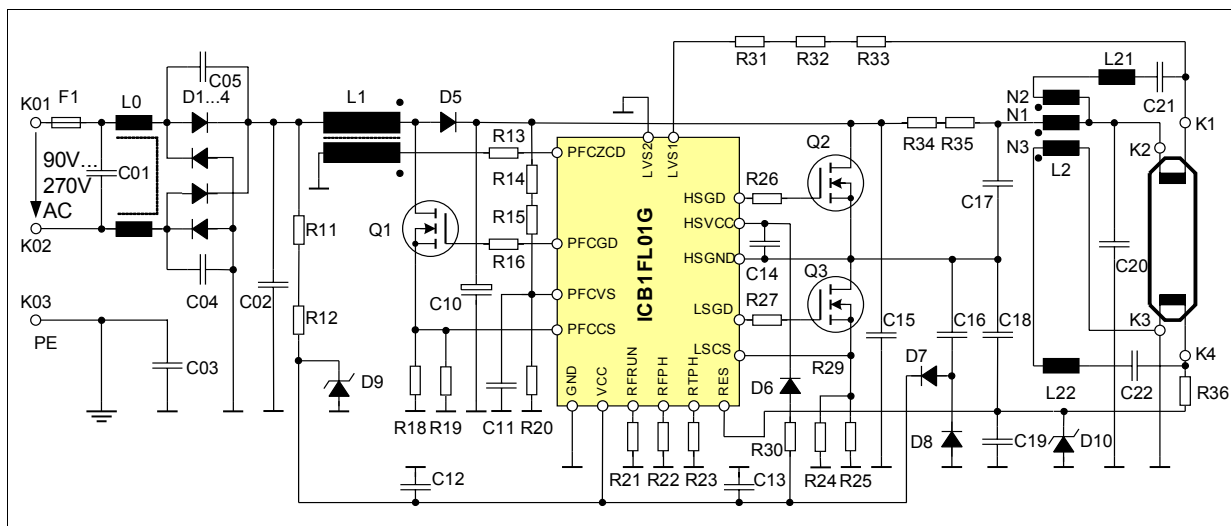 R31 R32 R33
L21
C21
C05
K01 F1 L0 D1...4
L1 D5
N2
N1
N3
L2
K1
K2
90V...
270V
AC
C01
R13
PFCZCD
LVS2
LVS1
Q2
R34 R35
R14
R15
R26
HSGD
C17
R11
Q1
R16
PFCGD
HSVCC
C14
HSGND
K02
C20
C04
C02
C10
PFCVS
ICB1FL01G
Q3
R27
LSGD
K03
PE
R12
PFCCS
LSCS
C15 C16 C18
K3
K4
C03
D9
R29
D7
D6
GND
VCC
RFRUN
RFPH
RTPH
RES
L22 C22
R36
R18 R19 C11 R20
R30
D8
C19
D10
C12
R21 R22 R23
C13
R24 R25